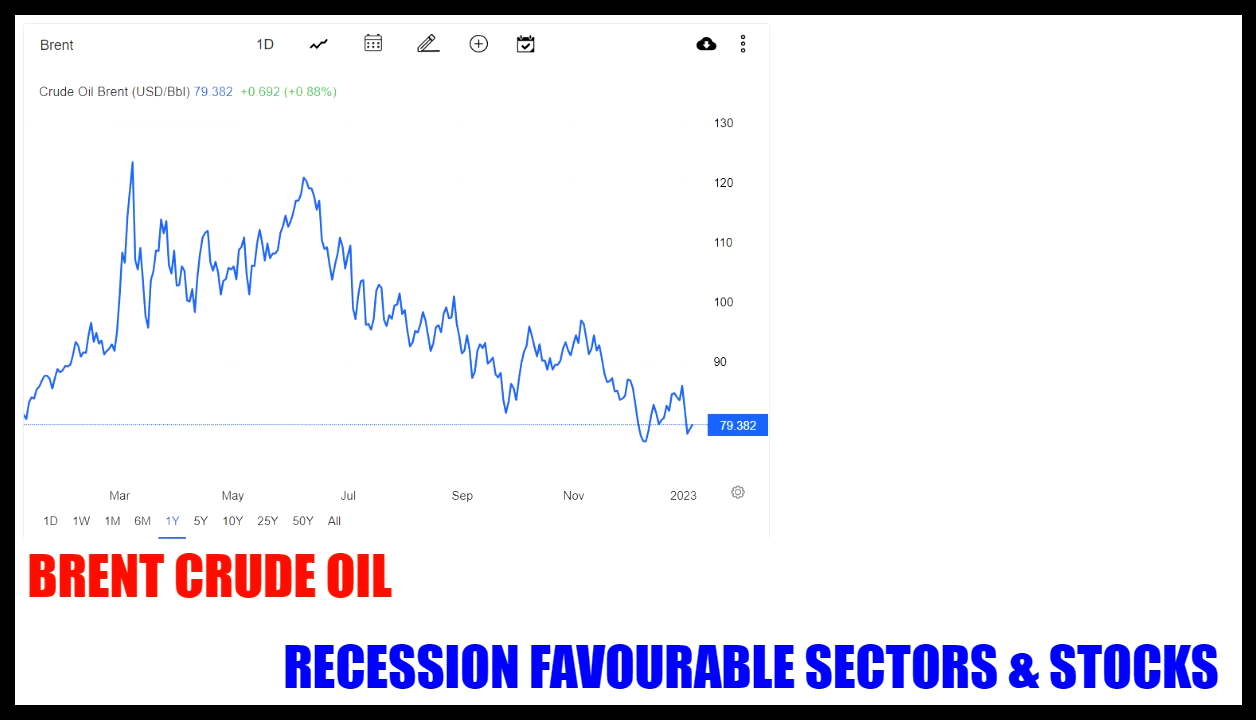 Brent 1D
Crude Oil Brent (USD/Bbl) 79.382 +0.692 (+0.88%)
130
120
110
100
90
79.382
Mar May Jul Sep Nov 2023
1D 1W 1M 6M 1Y 5Y 10Y 25Y 50Y All
BRENT CRUDE OIL
RECESSION FAVOURABLE SECTORS & STOCKS